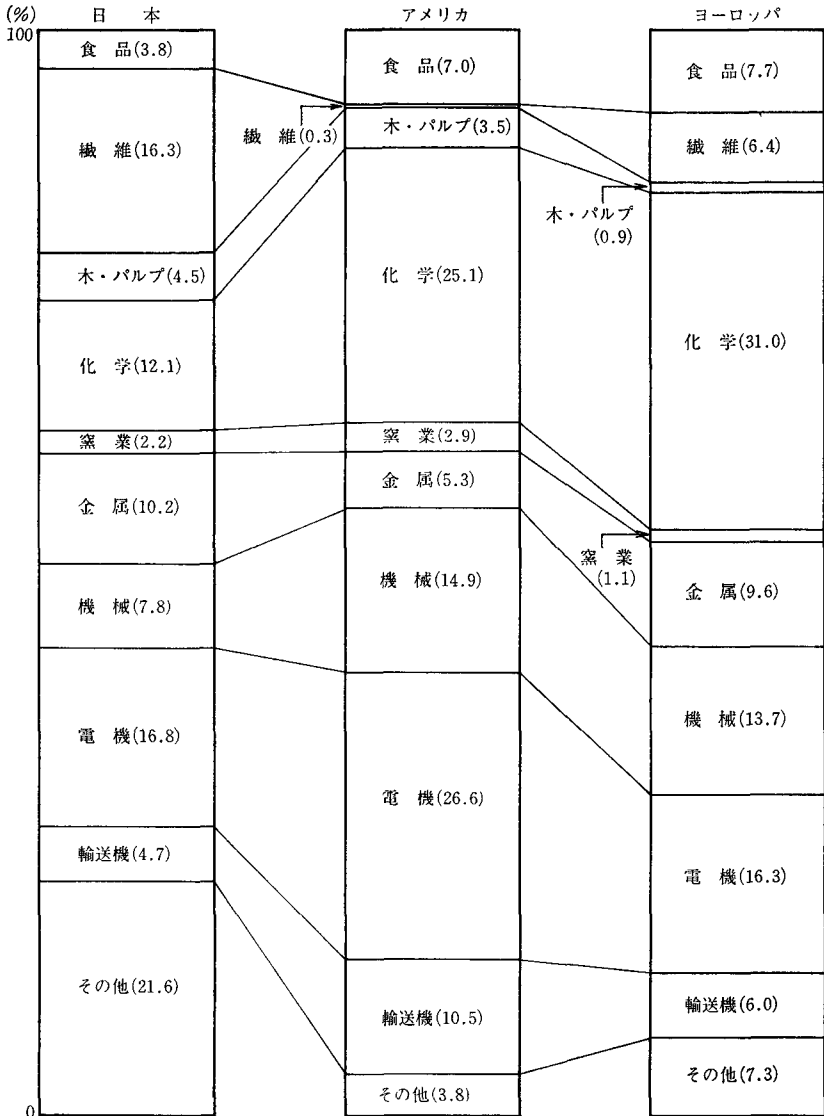 (%)
日 本
アメリカ
ヨーロッパ
100
食 品(3.8)
繊 維(16.3)
木・パルプ(4.5)
化 学(12.1)
窯 業(2.2)
金 属(10.2)
機 械(7.8)
電 機(16.8)
輸送機(4.7)
その他(21.6)
0
食 品(7.0)
繊 維(0.3)
木・パルプ(3.5)
化 学(25.1)
窯 業(2.9)
金 属(5.3)
機 械(14.9)
電 機(26.6)
輸送機(10.5)
その他(3.8)
食 品(7.7)
繊 維(6.4)
木・パルプ
(0.9)
化 学(31.0)
窯 業
(1.1)
金 属(9.6)
機 械(13.7)
電 機(16.3)
輸送機(6.0)
その他(7.3)